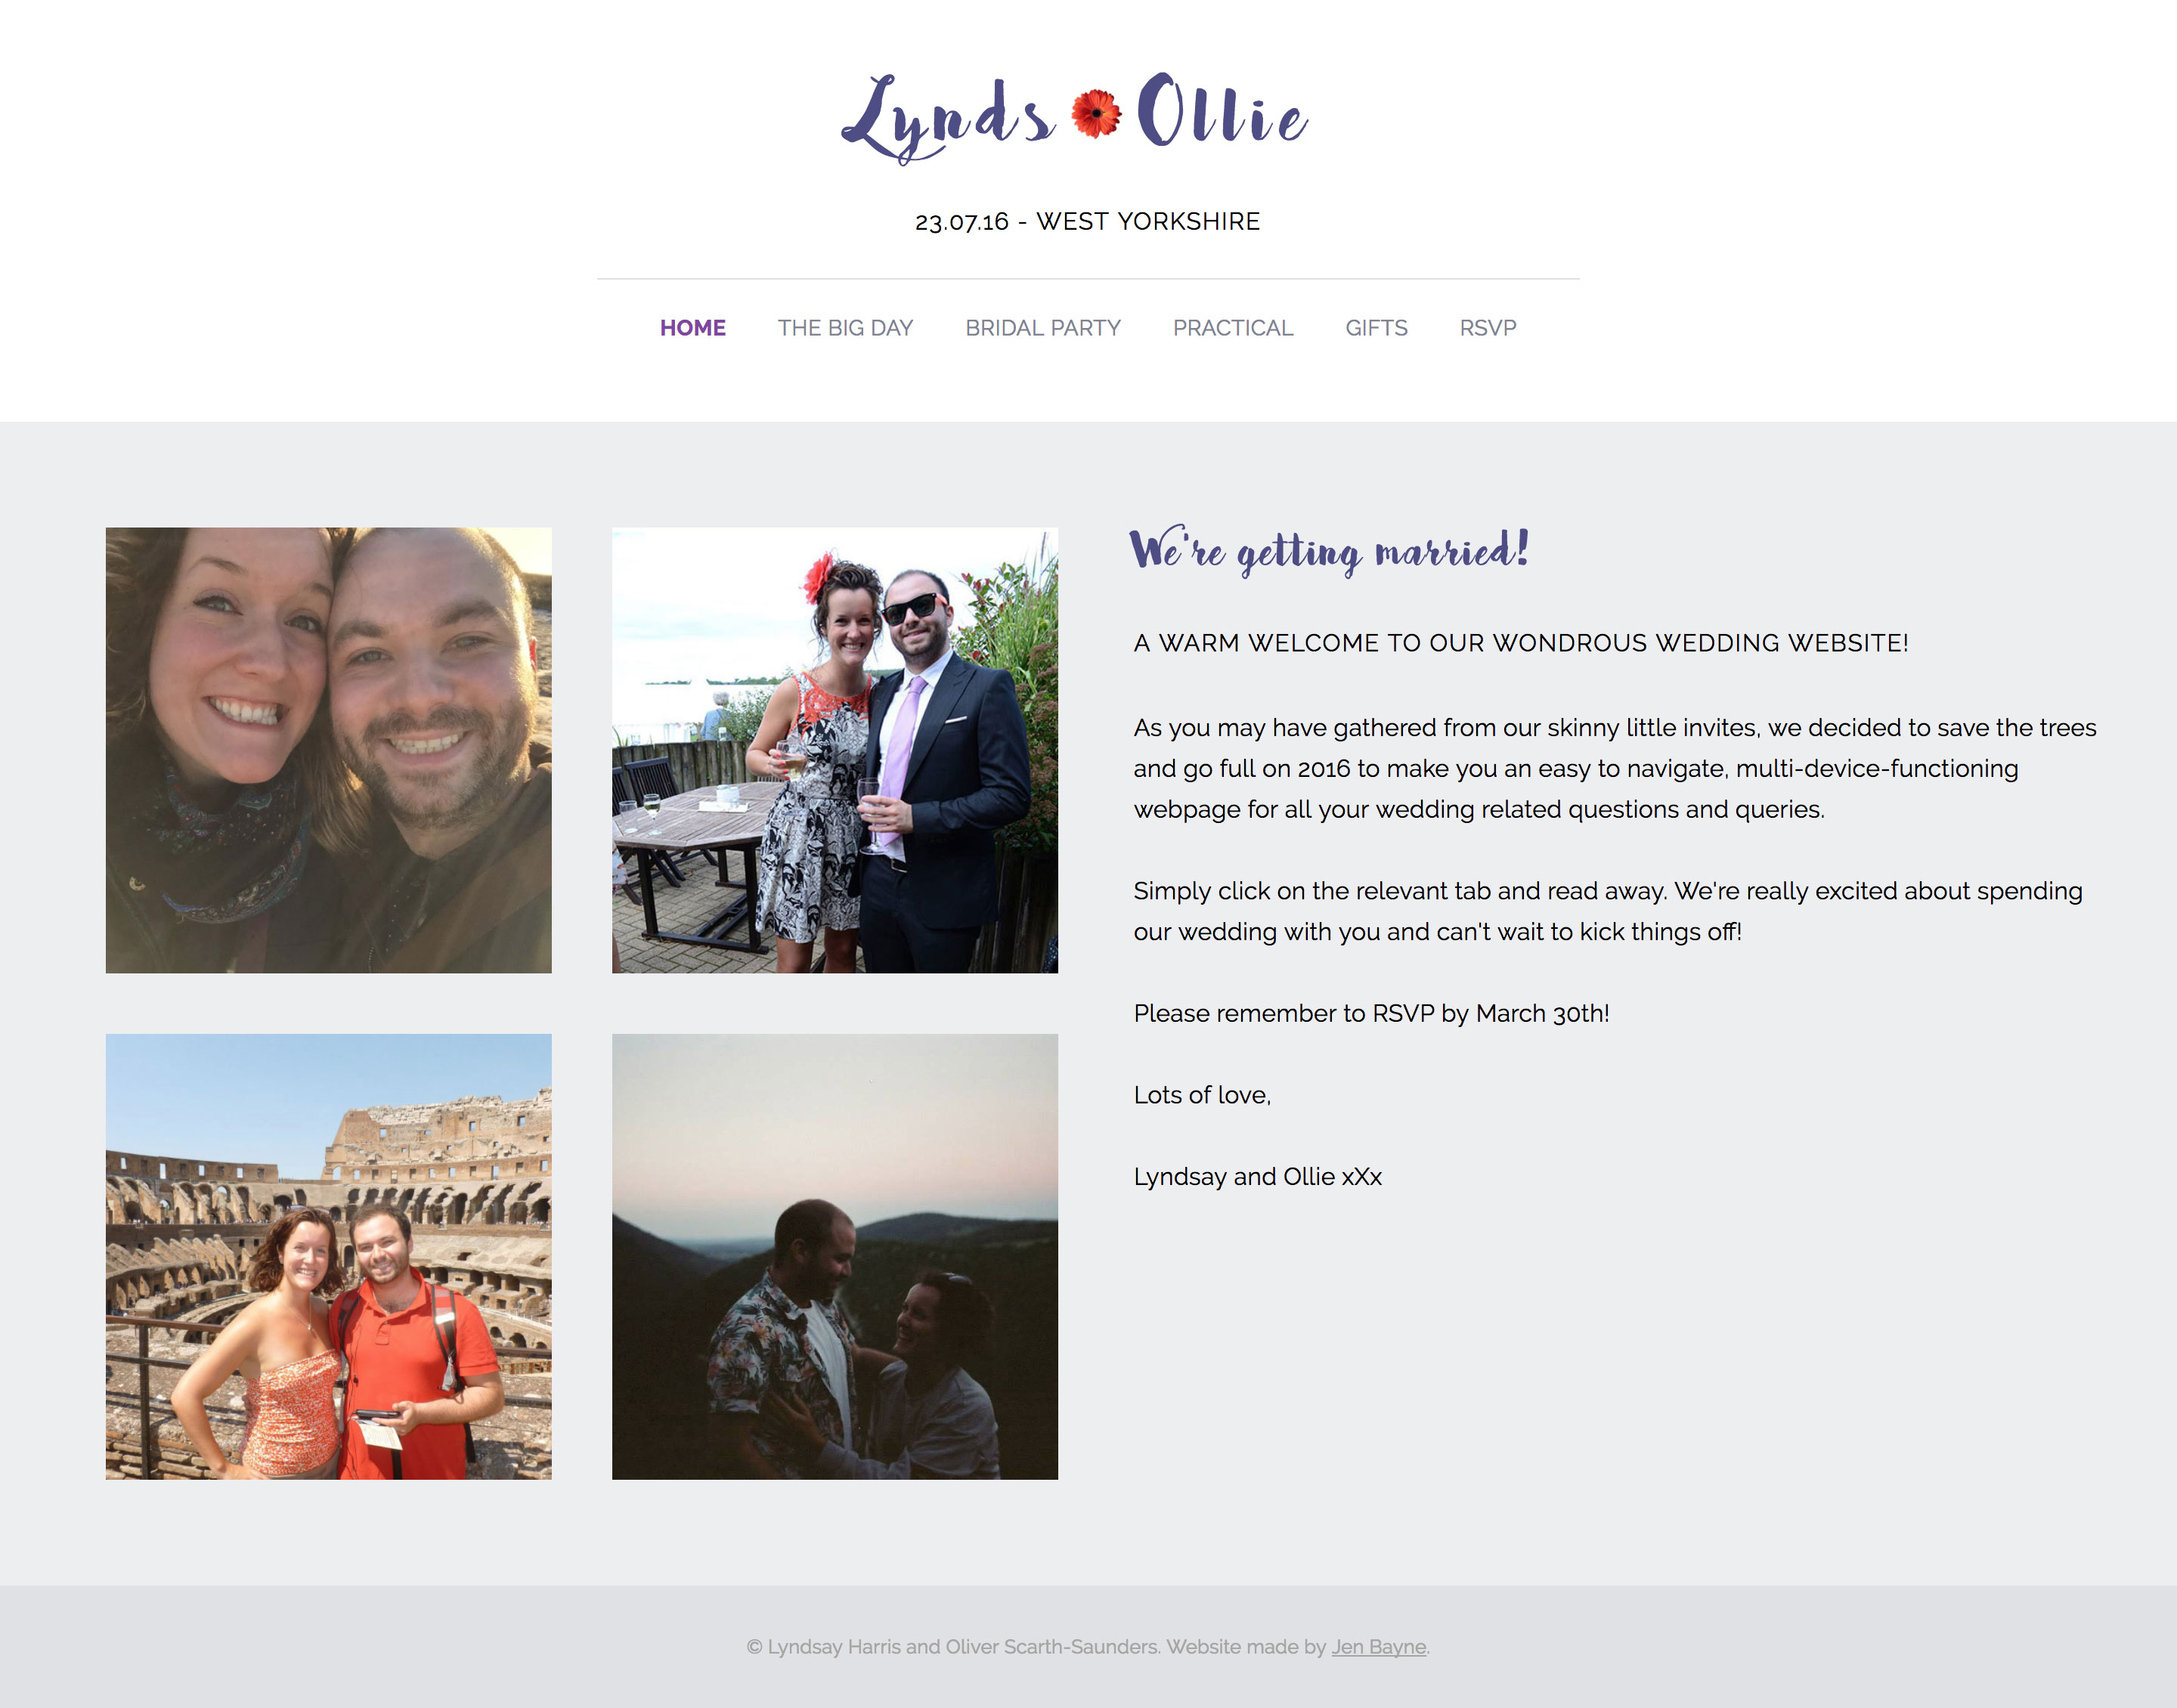 Lynds Ollie
23.07.16 - WEST YORKSHIRE
HOME THE BIG DAY BRIDAL PARTY PRACTICAL GIFTS RSVP
We're getting married!
A WARM WELCOME TO OUR WONDROUS WEDDING WEBSITE!
As you may have gathered from our skinny little invites, we decided to save the trees
and go full on 2016 to make you an easy to navigate, multi-device-functioning
webpage for all your wedding related questions and queries.
Simply click on the relevant tab and read away. We're really excited about spending
our wedding with you and can't wait to kick things off!
Please remember to RSVP by March 30th!
Lots of love,
Lyndsay and Ollie xXx
© Lyndsay Harris and Oliver Scarth-Saunders. Website made by Jen Bayne.